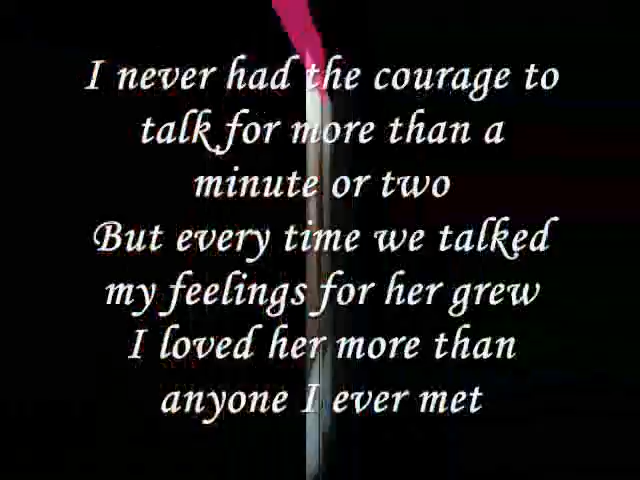 I never had the courage to
talk for more than a
minute or two
But every time we talked
my feelings for her grew
I loved her more than
anyone I ever met